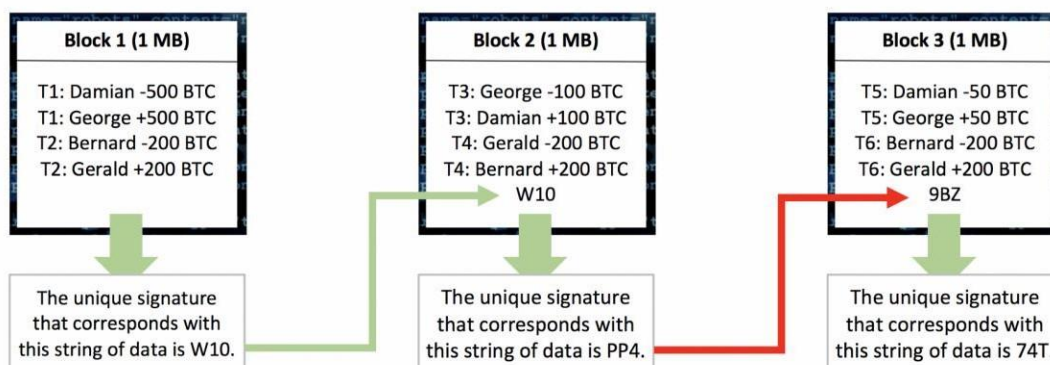 Block 1 (1 MB)
T1: Damian -500 BTC
T1: George +500 BTC
T2: Bernard -200 BTC
T2: Gerald +200 BTC
The unique signature
that corresponds with
this string of data is W10.
Block 2 (1 MB)
T3: George -100 BTC
T3: Damian +100 BTC
T4: Gerald -200 BTC
T4: Bernard +200 BTC
W10
The unique signature
that corresponds with
this string of data is PP4.
Block 3 (1 MB)
T5: Damian -50 BTC
T5: George +50 BTC
T6: Bernard -200 BTC
T6: Gerald +200 BTC
9BZ
The unique signature
that corresponds with
this string of data is 74T